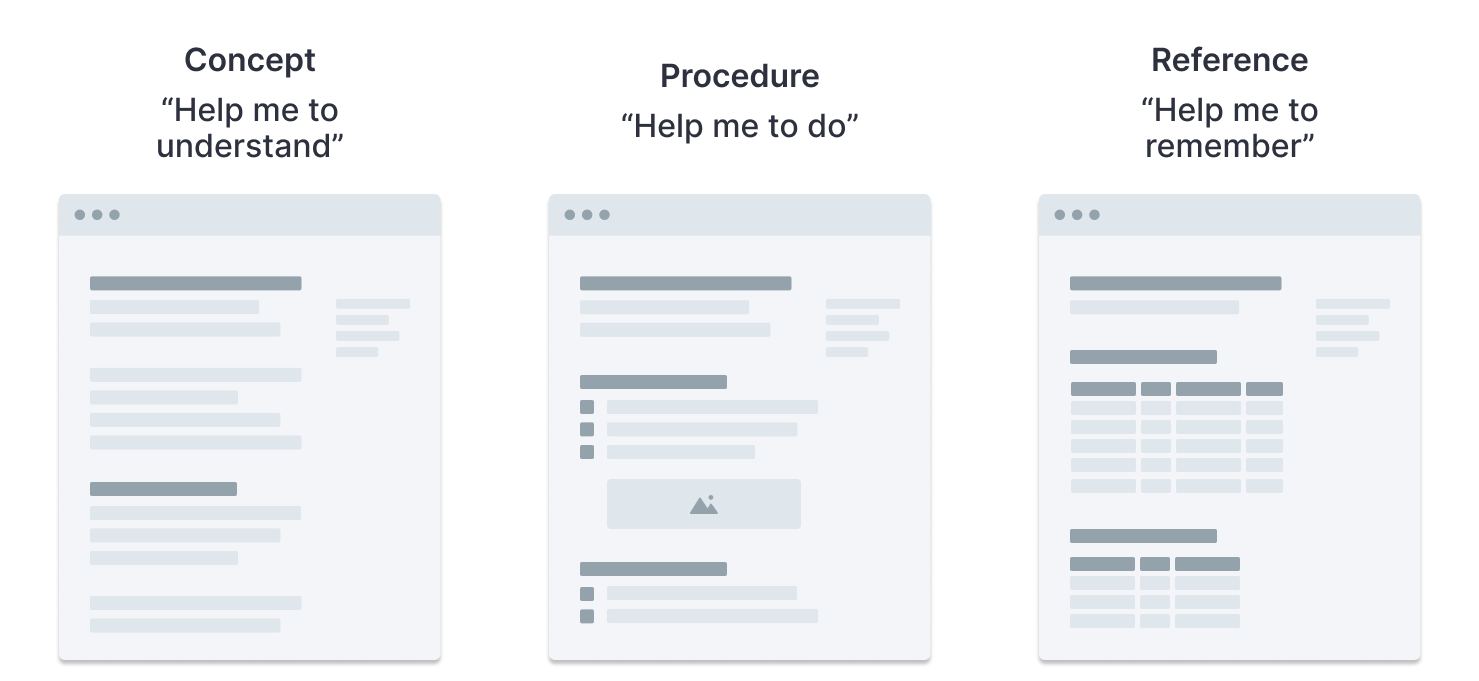 Concept
“Help me to
understand”
Procedure
“Help me to do”
Reference
“Help me to
remember”